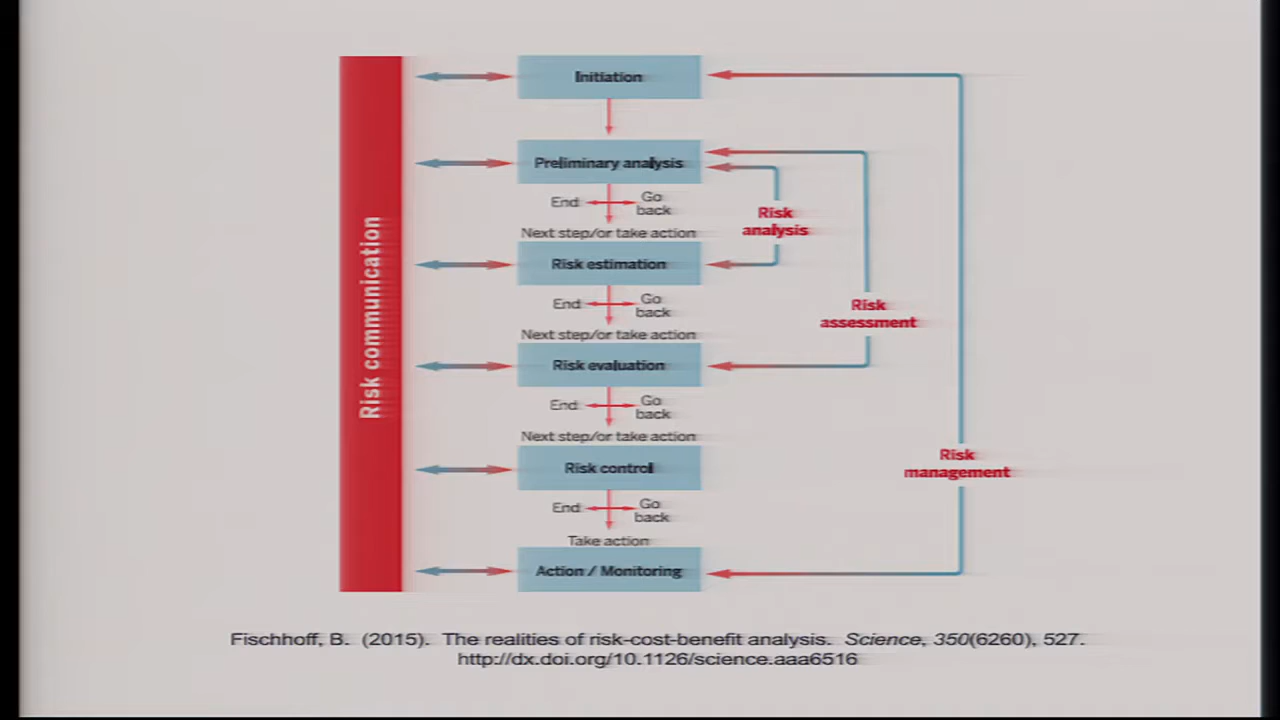 Risk communication
Initiation
Preliminary analysis
End
Go
back
Next step/or take action
Risk
analysis
Risk estimation
End
Go
back
Next step/or take action
Risk
assessment
Risk evaluation
End
Go
back
Next step/or take action
Risk control
Risk
management
End
Go
back
Take action
Action / Monitoring
Fischhoff, B. (2015). The realities of risk-cost-benefit analysis. Science, 350(6260), 527.
http://dx.doi.org/10.1126/science.aaa6516